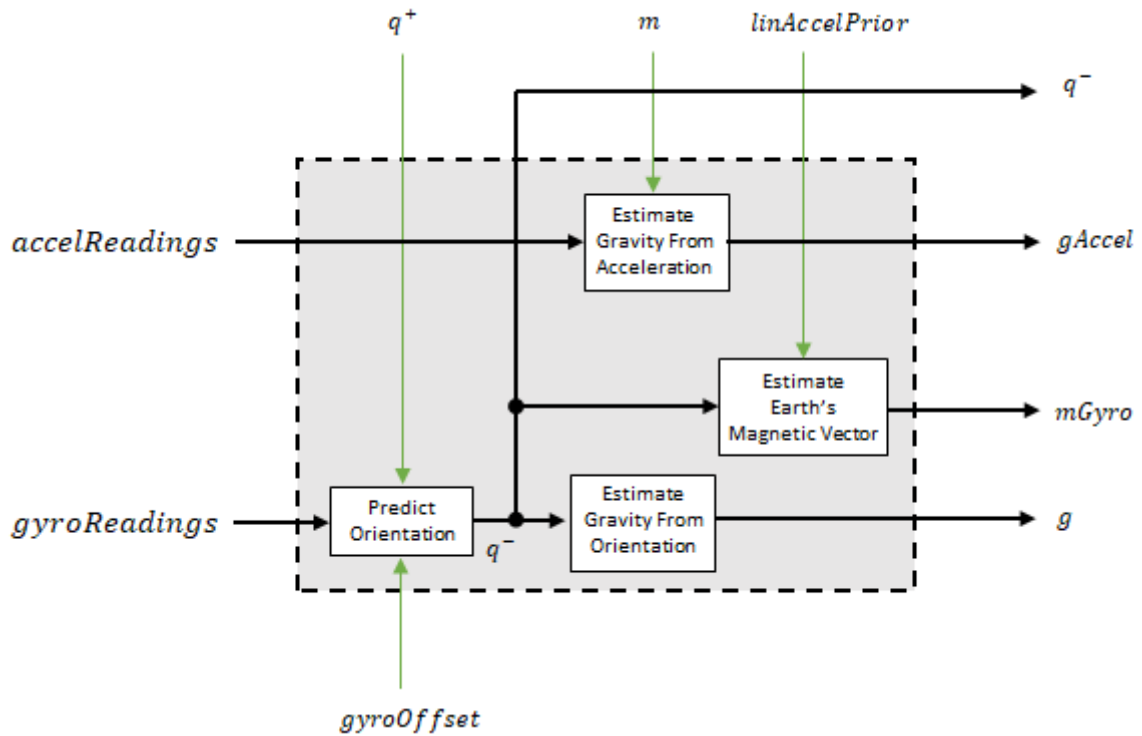 q⁺
m
linAccelPrior
q⁻
Estimate
Gravity From
Acceleration
accelReadings
gAccel
Estimate
Earth's
Magnetic Vector
mGyro
gyroReadings
Predict
Orientation
q⁻
Estimate
Gravity From
Orientation
g
gyroOffset